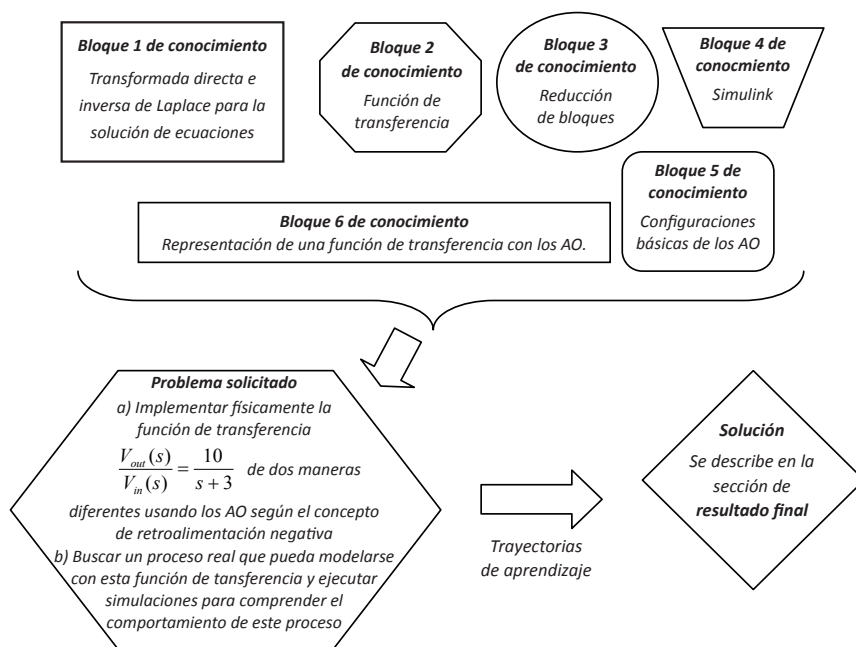 Bloque 1 de conocimiento
Transformada directa e
inversa de Laplace para la
solución de ecuaciones
Bloque 2
de conocimiento
Función de
transferencia
Bloque 3
de conocimiento
Reducción
de bloques
Bloque 4 de
conocmiento
Simulink
Bloque 5 de
conocimiento
Configuraciones
básicas de los AO
Bloque 6 de conocimiento
Representación de una función de transferencia con los AO.
Problema solicitado
a) Implementar físicamente la
función de transferencia
V_out(s)/V_in(s) = 10/(s + 3) de dos maneras
diferentes usando los AO según el concepto
de retroalimentación negativa
b) Buscar un proceso real que pueda modelarse
con esta función de tansferencia y ejecutar
simulaciones para comprender el
comportamiento de este proceso
Trayectorias
de aprendizaje
Solución
Se describe en la
sección de
resultado final